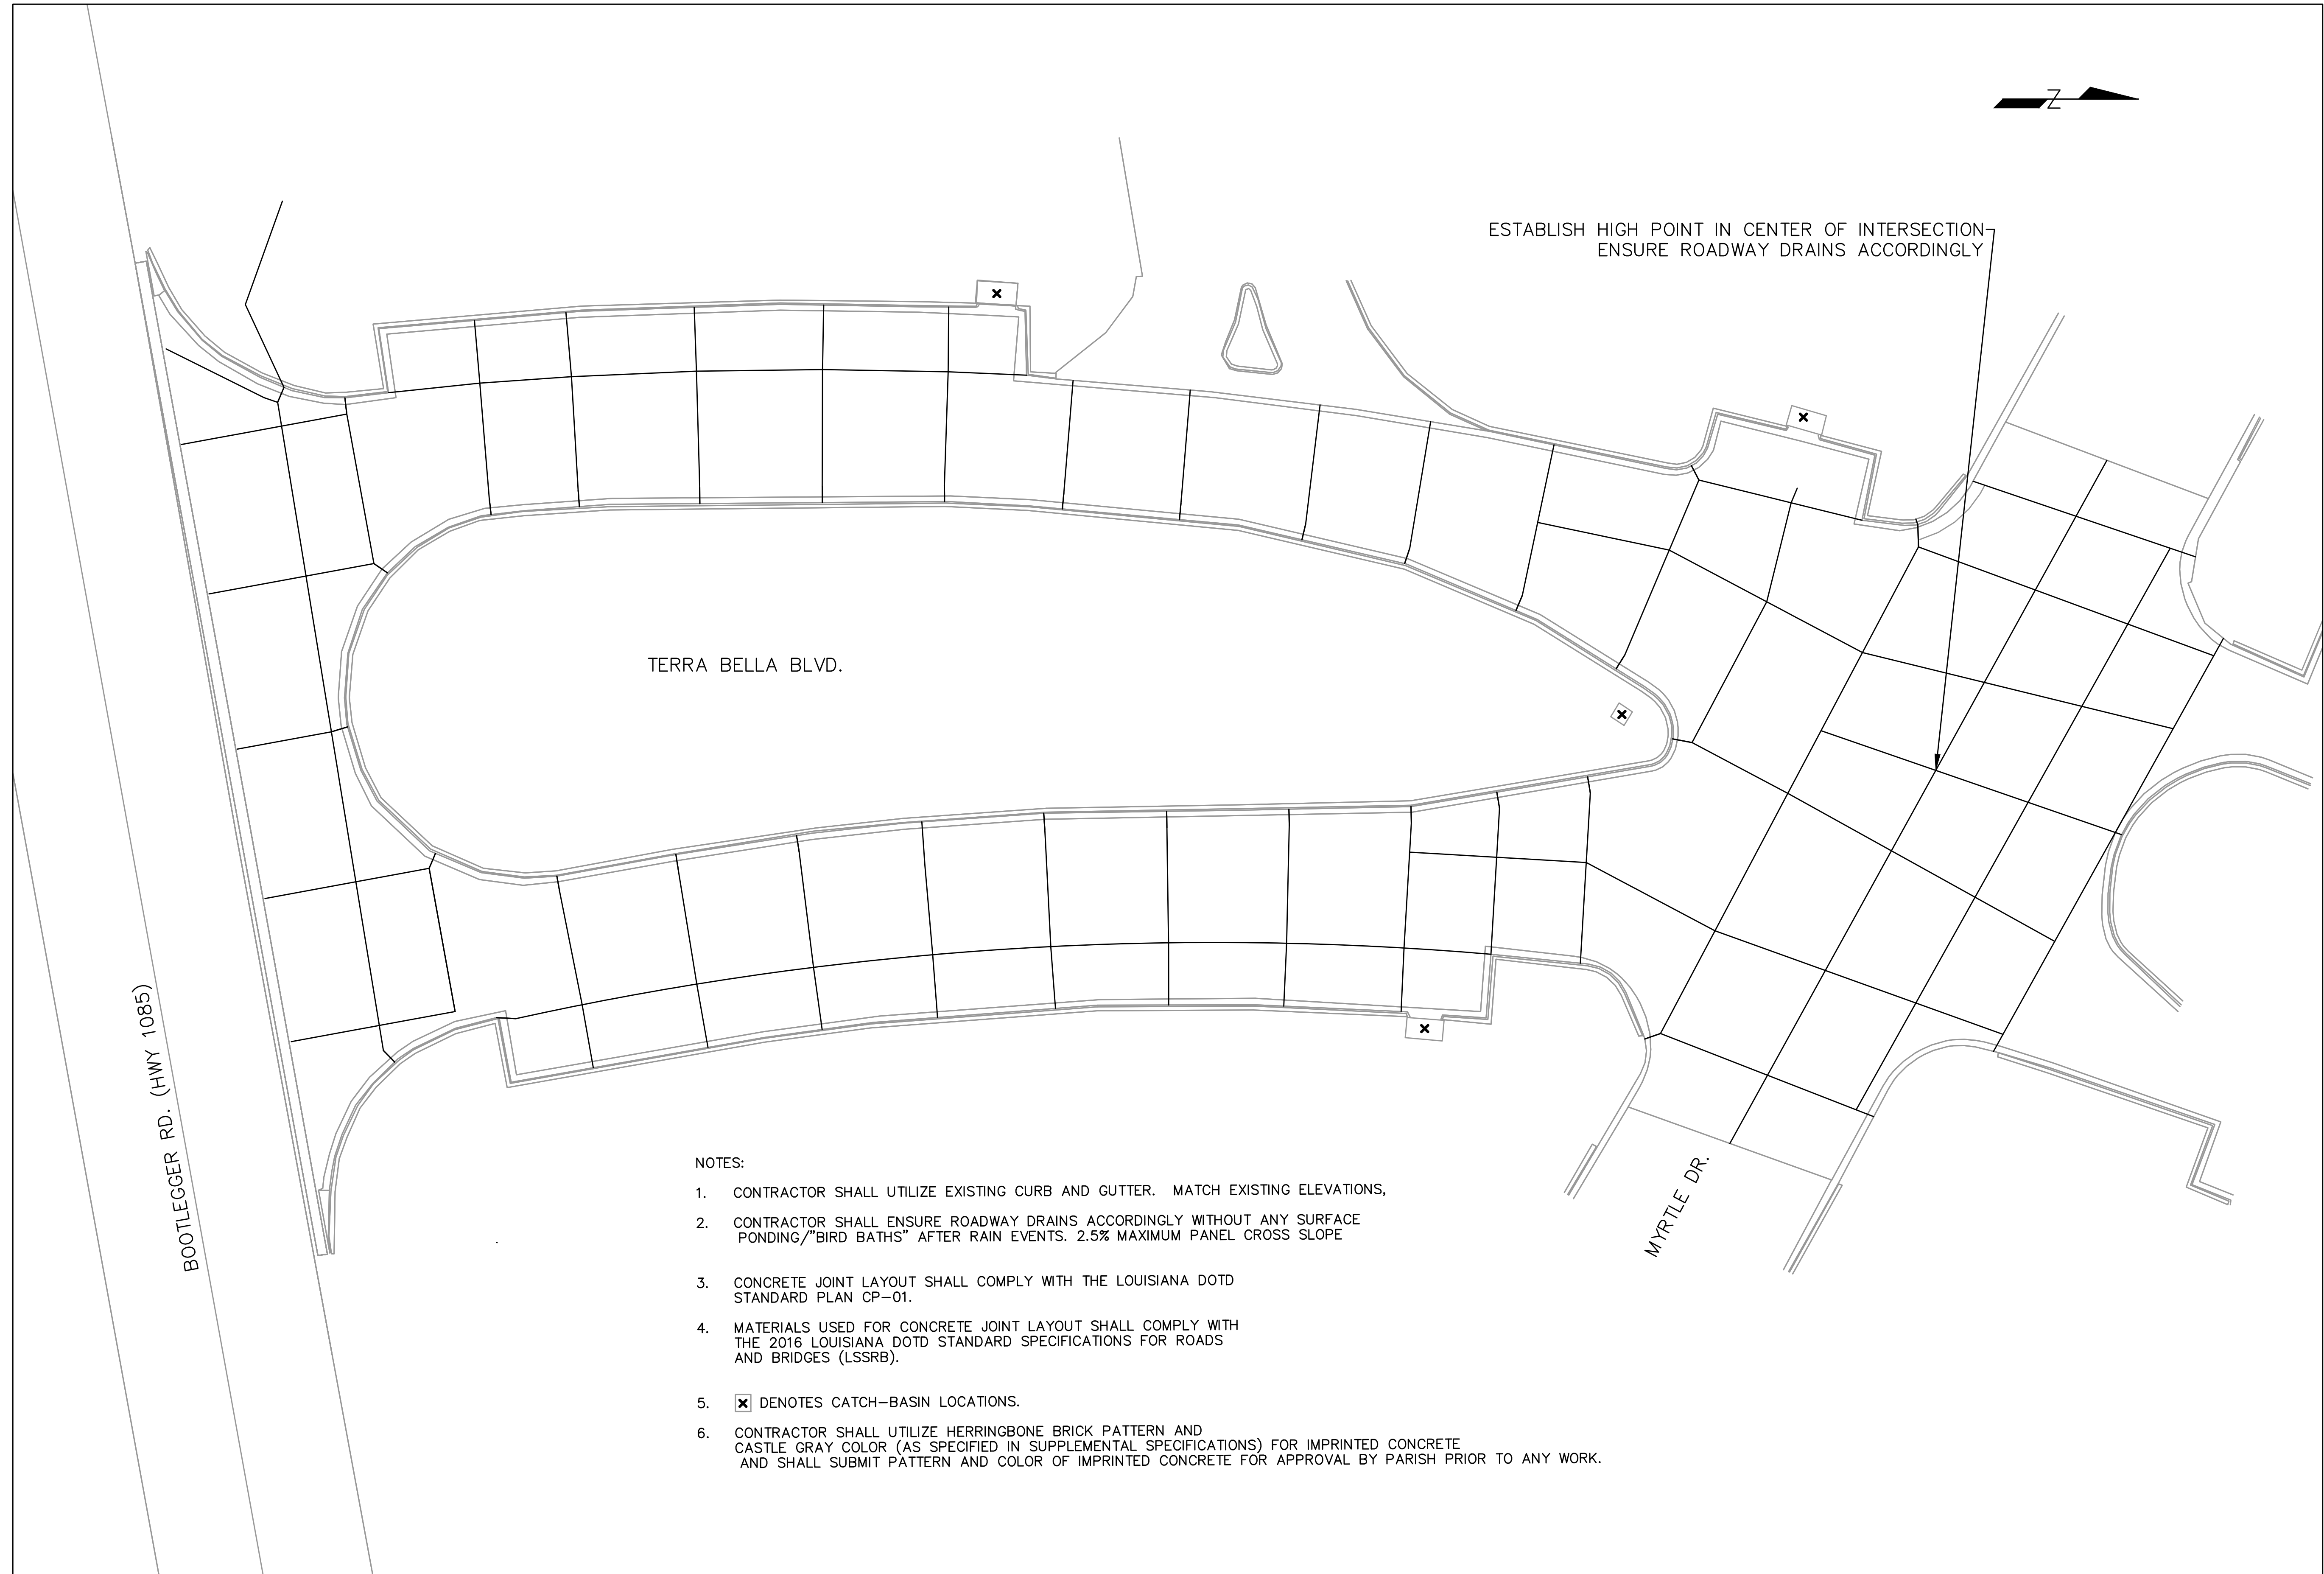 Z
ESTABLISH HIGH POINT IN CENTER OF INTERSECTION
ENSURE ROADWAY DRAINS ACCORDINGLY
TERRA BELLA BLVD.
BOOTLEGGER RD. (HWY 1085)
MYRTLE DR.
NOTES:
1. CONTRACTOR SHALL UTILIZE EXISTING CURB AND GUTTER. MATCH EXISTING ELEVATIONS,
2. CONTRACTOR SHALL ENSURE ROADWAY DRAINS ACCORDINGLY WITHOUT ANY SURFACE
PONDING/"BIRD BATHS" AFTER RAIN EVENTS. 2.5% MAXIMUM PANEL CROSS SLOPE
3. CONCRETE JOINT LAYOUT SHALL COMPLY WITH THE LOUISIANA DOTD
STANDARD PLAN CP-01.
4. MATERIALS USED FOR CONCRETE JOINT LAYOUT SHALL COMPLY WITH
THE 2016 LOUISIANA DOTD STANDARD SPECIFICATIONS FOR ROADS
AND BRIDGES (LSSRB).
5. DENOTES CATCH-BASIN LOCATIONS.
6. CONTRACTOR SHALL UTILIZE HERRINGBONE BRICK PATTERN AND
CASTLE GRAY COLOR (AS SPECIFIED IN SUPPLEMENTAL SPECIFICATIONS) FOR IMPRINTED CONCRETE
AND SHALL SUBMIT PATTERN AND COLOR OF IMPRINTED CONCRETE FOR APPROVAL BY PARISH PRIOR TO ANY WORK.